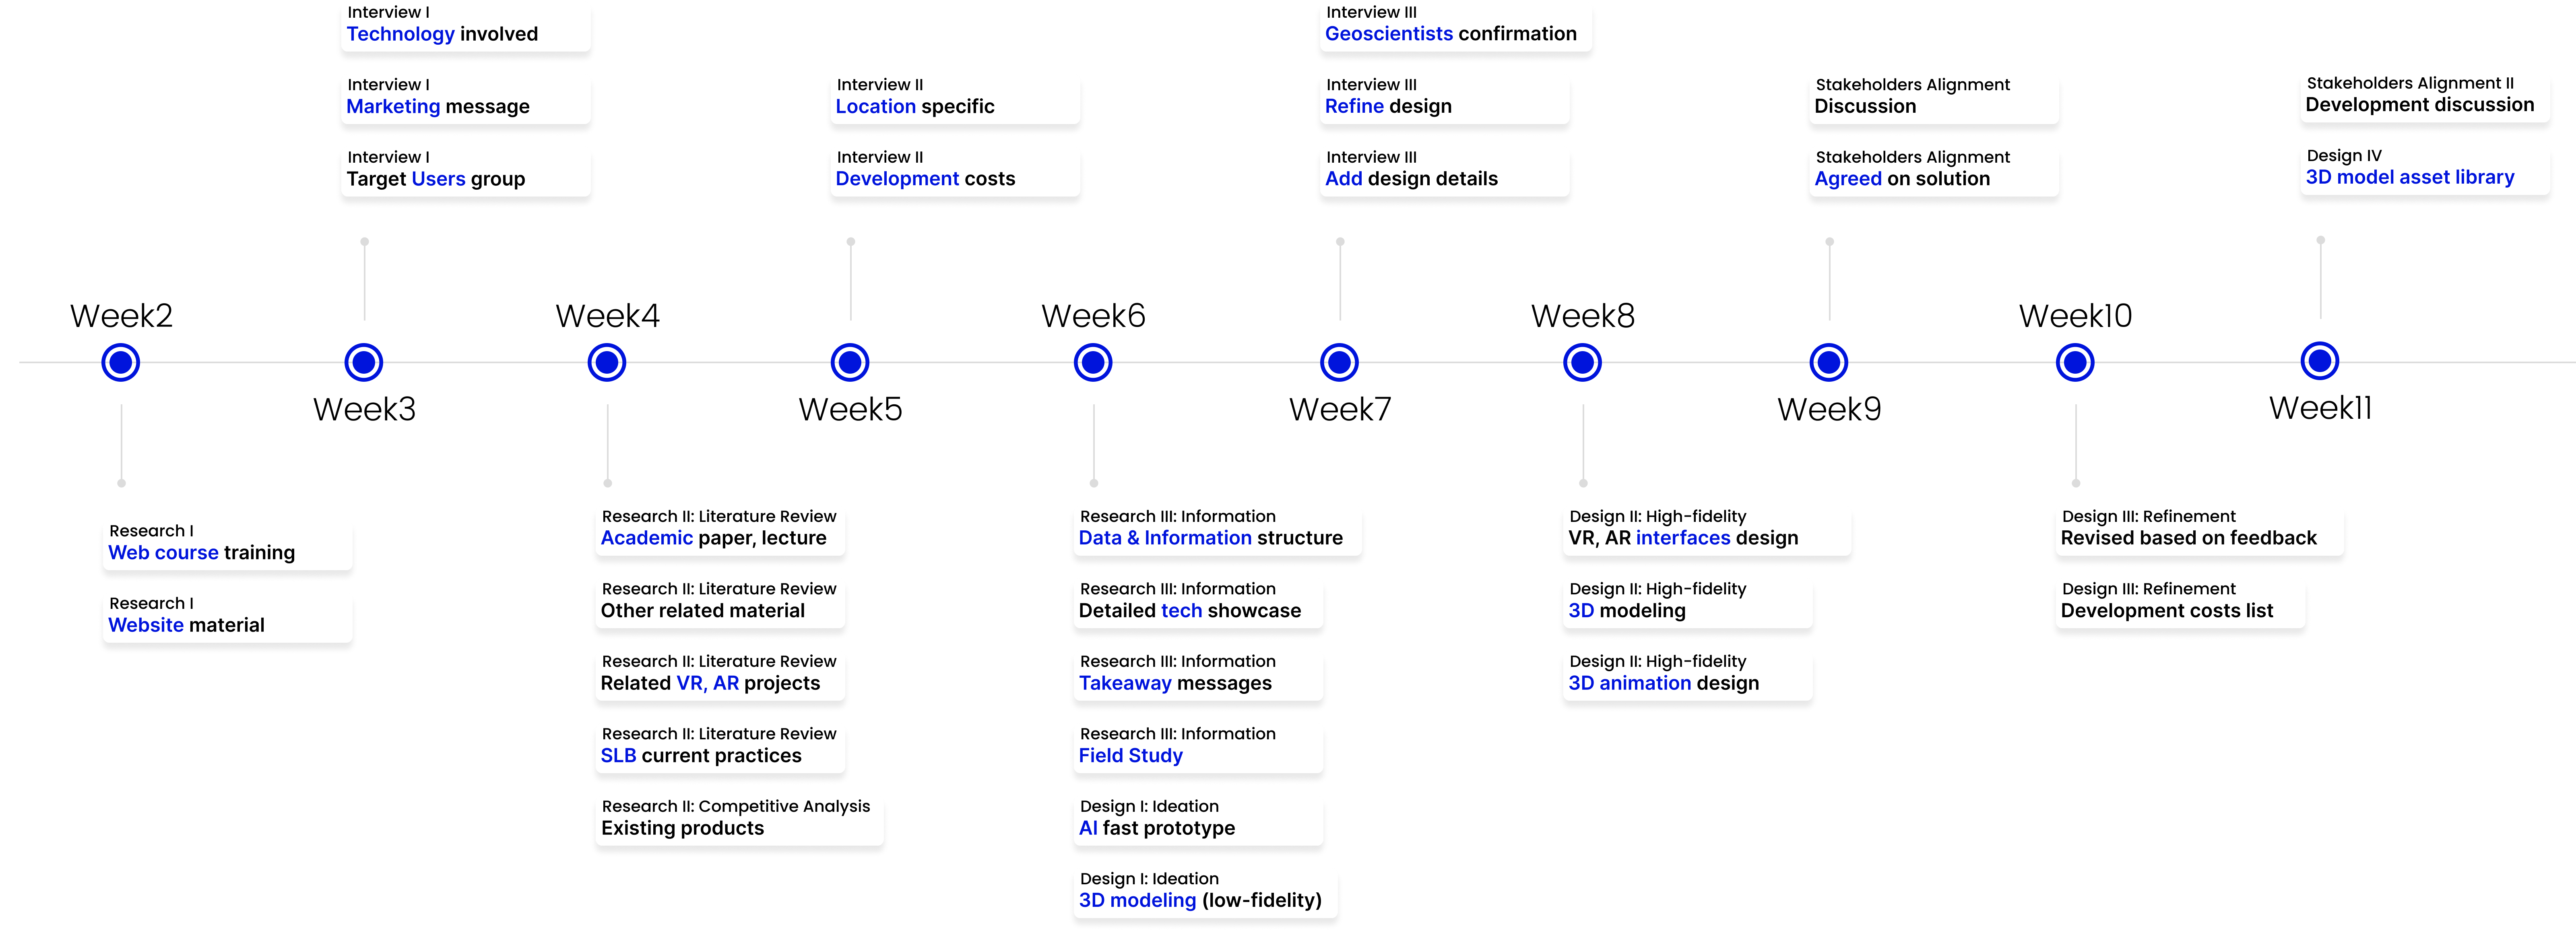 Interview I
Technology involved
Interview I
Marketing message
Interview I
Target Users group
Interview II
Location specific
Interview II
Development costs
Interview III
Geoscientists confirmation
Interview III
Refine design
Interview III
Add design details
Stakeholders Alignment
Discussion
Stakeholders Alignment
Agreed on solution
Stakeholders Alignment II
Development discussion
Design IV
3D model asset library
Week2
Week3
Week4
Week5
Week6
Week7
Week8
Week9
Week10
Week11
Research I
Web course training
Research I
Website material
Research II: Literature Review
Academic paper, lecture
Research II: Literature Review
Other related material
Research II: Literature Review
Related VR, AR projects
Research II: Literature Review
SLB current practices
Research II: Competitive Analysis
Existing products
Research III: Information
Data & Information structure
Research III: Information
Detailed tech showcase
Research III: Information
Takeaway messages
Research III: Information
Field Study
Design I: Ideation
AI fast prototype
Design I: Ideation
3D modeling (low-fidelity)
Design II: High-fidelity
VR, AR interfaces design
Design II: High-fidelity
3D modeling
Design II: High-fidelity
3D animation design
Design III: Refinement
Revised based on feedback
Design III: Refinement
Development costs list